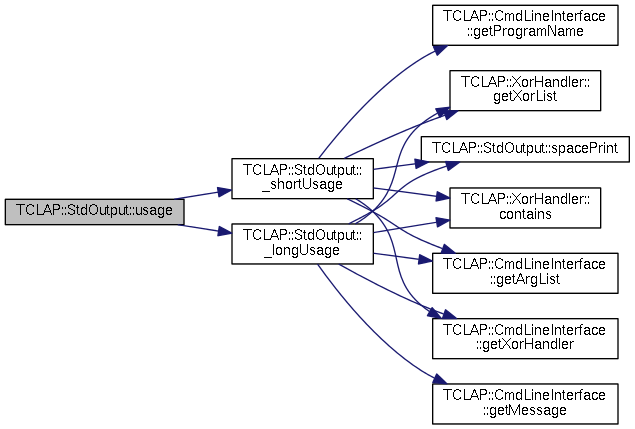 TCLAP::StdOutput::usage
TCLAP::StdOutput::
_shortUsage
TCLAP::StdOutput::
_longUsage
TCLAP::CmdLineInterface
::getProgramName
TCLAP::XorHandler::
getXorList
TCLAP::StdOutput::spacePrint
TCLAP::XorHandler::
contains
TCLAP::CmdLineInterface
::getArgList
TCLAP::CmdLineInterface
::getXorHandler
TCLAP::CmdLineInterface
::getMessage